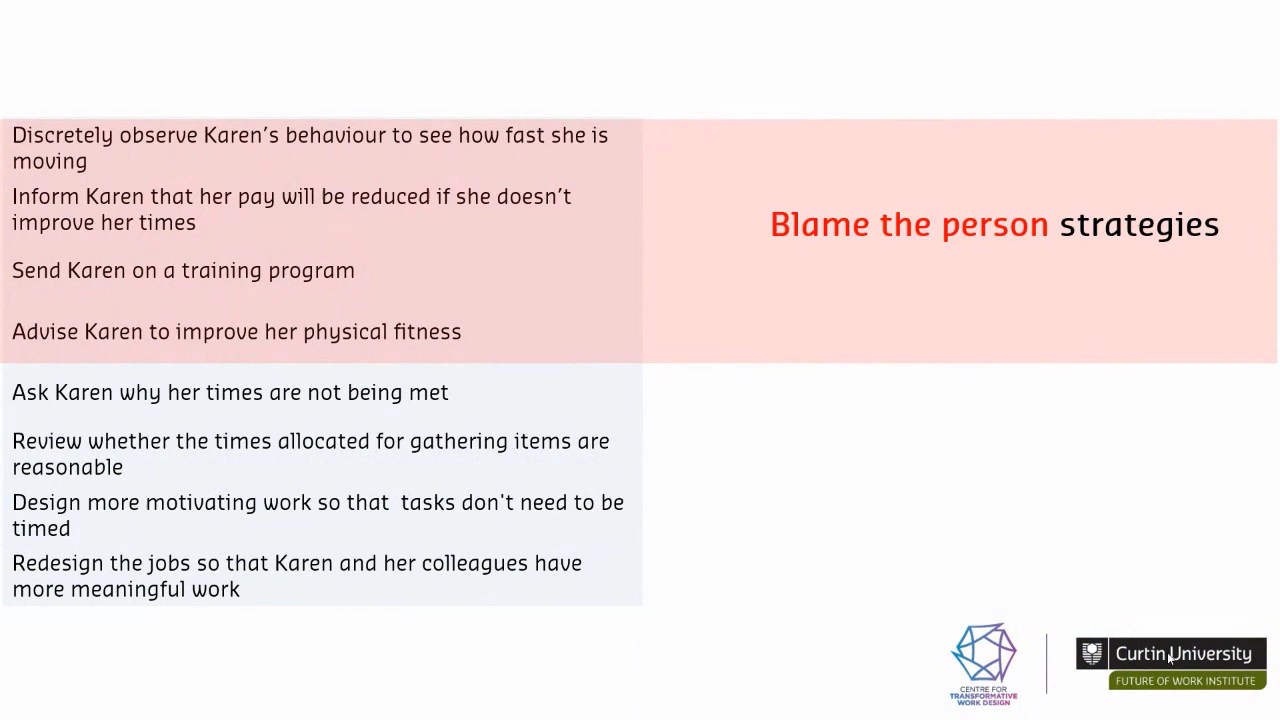 Discretely observe Karen's behaviour to see how fast she is
moving
Inform Karen that her pay will be reduced if she doesn't
improve her times
Send Karen on a training program
Advise Karen to improve her physical fitness
Blame the person strategies
Ask Karen why her times are not being met
Review whether the times allocated for gathering items are
reasonable
Design more motivating work so that  tasks don't need to be
timed
Redesign the jobs so that Karen and her colleagues have
more meaningful work
CENTRE FOR
TRANSFORMATIVE
WORK DESIGN
Curtin University
FUTURE OF WORK INSTITUTE